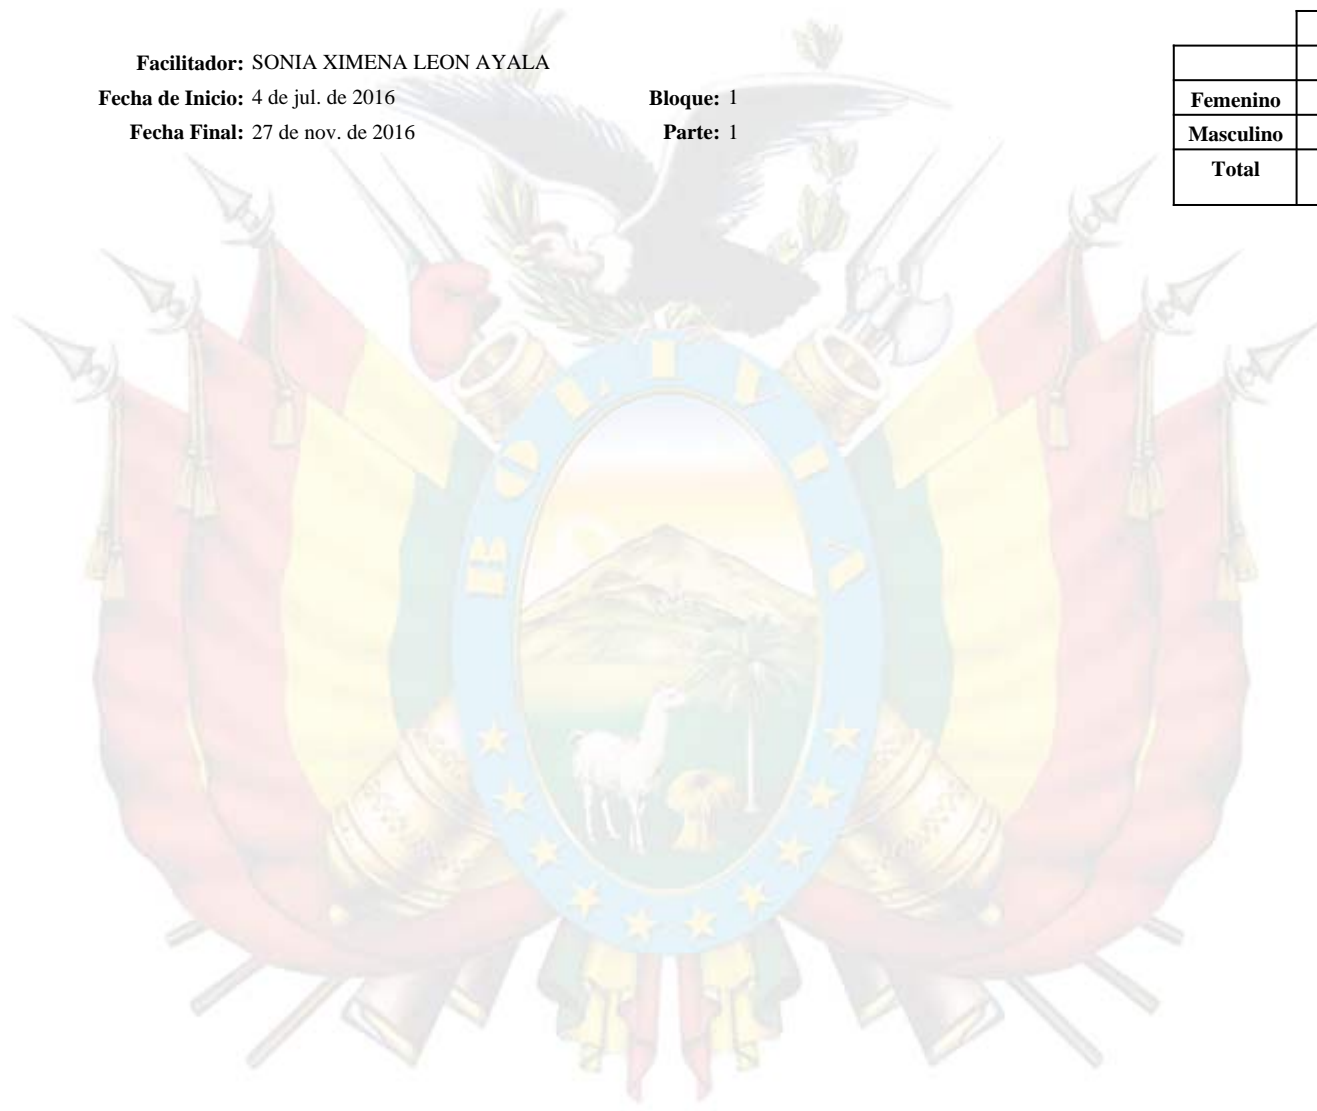 Facilitador: SONIA XIMENA LEON AYALA
Fecha de Inicio: 4 de jul. de 2016 Bloque: 1
Fecha Final: 27 de nov. de 2016 Parte: 1
Femenino
Masculino
Total
BOLIVIA